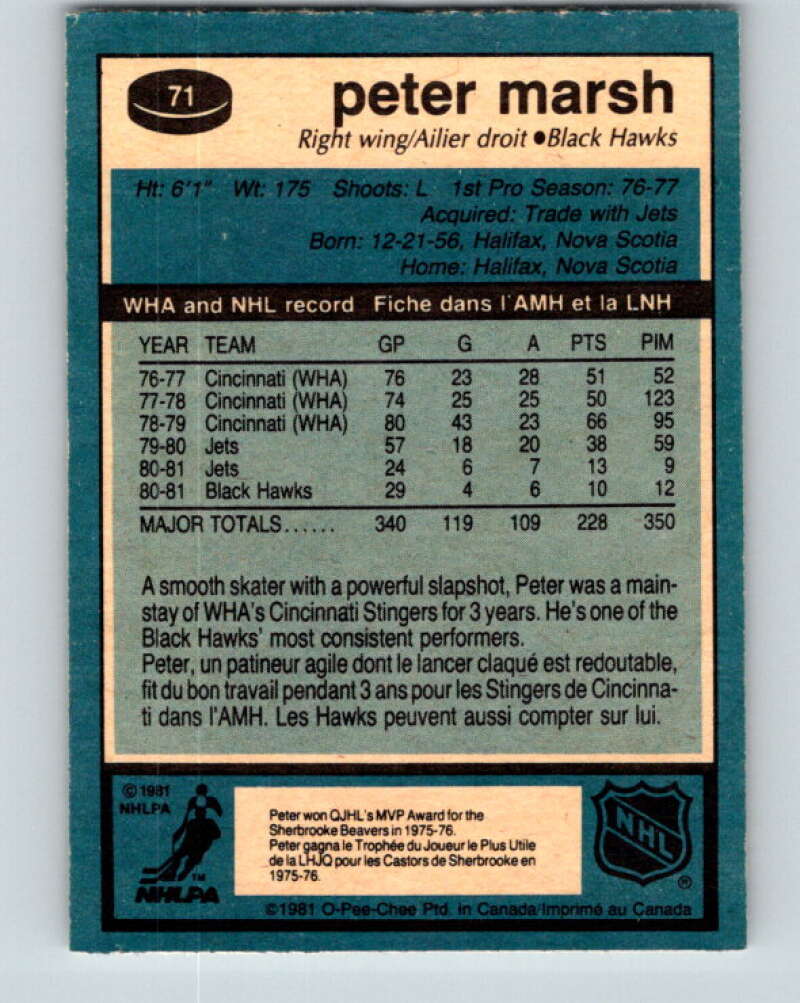 71
peter marsh
Right wing/Ailier droit ●Black Hawks
Ht: 6'1" Wt: 175 Shoots: L 1st Pro Season: 76-77
Acquired: Trade with Jets
Born: 12-21-56, Halifax, Nova Scotia
Home: Halifax, Nova Scotia
WHA and NHL record Fiche dans l'AMH et la LNH
YEAR TEAM GP G A PTS PIM
76-77 Cincinnati (WHA) 76 23 28 51 52
77-78 Cincinnati (WHA) 74 25 25 50 123
78-79 Cincinnati (WHA) 80 43 23 66 95
79-80 Jets 57 18 20 38 59
80-81 Jets 24 6 7 13 9
80-81 Black Hawks 29 4 6 10 12
MAJOR TOTALS...... 340 119 109 228 350
A smooth skater with a powerful slapshot, Peter was a main-
stay of WHA's Cincinnati Stingers for 3 years. He's one of the
Black Hawks' most consistent performers.
Peter, un patineur agile dont le lancer claqué est redoutable,
fit du bon travail pendant 3 ans pour les Stingers de Cincinna-
ti dans l'AMH. Les Hawks peuvent aussi compter sur lui.
© 1981
NHLPA
TM
NHLPA
Peter won QJHL's MVP Award for the
Sherbrooke Beavers in 1975-76.
Peter gagna le Trophée du Joueur le Plus Utile
de la LHJQ pour les Castors de Sherbrooke en
1975-76.
NHL
®
©1981 O-Pee-Chee Ptd. in Canada/Imprimé au Canada